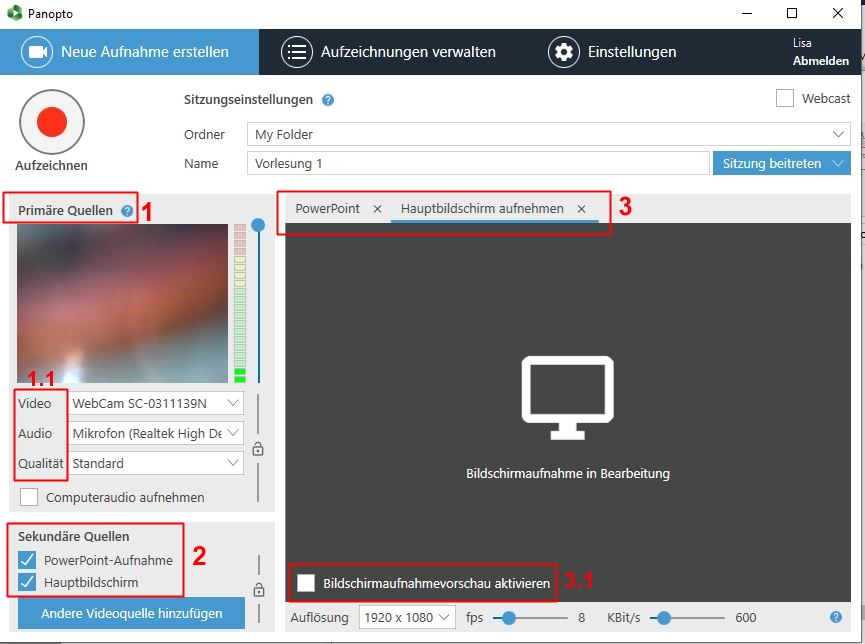 Panopto
Neue Aufnahme erstellen
Aufzeichnungen verwalten
Einstellungen
Lisa
Abmelden
Aufzeichnen
Sitzungseinstellungen ?
Webcast
Ordner My Folder
Name Vorlesung 1 Sitzung beitreten
Primäre Quellen ? 1
PowerPoint × Hauptbildschirm aufnehmen × 3
1.1
Video WebCam SC-0311139N
Audio Mikrofon (Realtek High De
Qualität Standard
Computeraudio aufnehmen
Bildschirmaufnahme in Bearbeitung
Sekundäre Quellen
PowerPoint-Aufnahme
Hauptbildschirm
2
Andere Videoquelle hinzufügen
Bildschirmaufnahmevorschau aktivieren 3.1
Auflösung 1920 x 1080 fps 8 KBit/s 600 ?